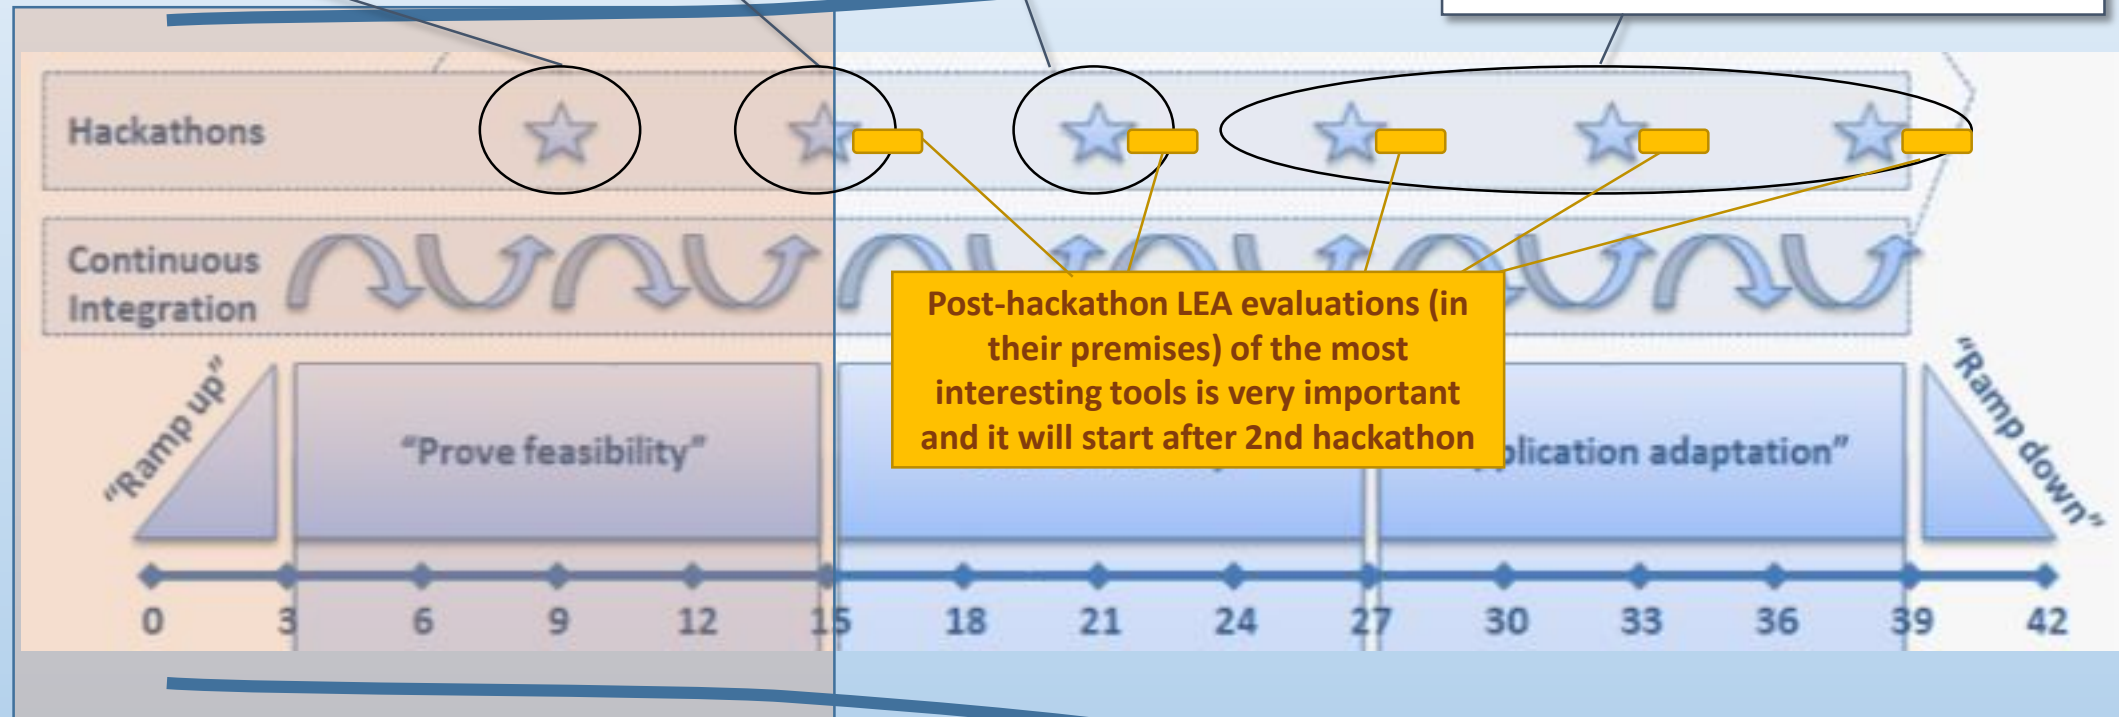 Hackathons
Continuous
Integration
Post-hackathon LEA evaluations (in
their premises) of the most
interesting tools is very important
and it will start after 2nd hackathon
"Ramp up"
"Prove feasibility"
plication adaptation"
"Ramp down"
0 3 6 9 12 15 18 21 24 27 30 33 36 39 42